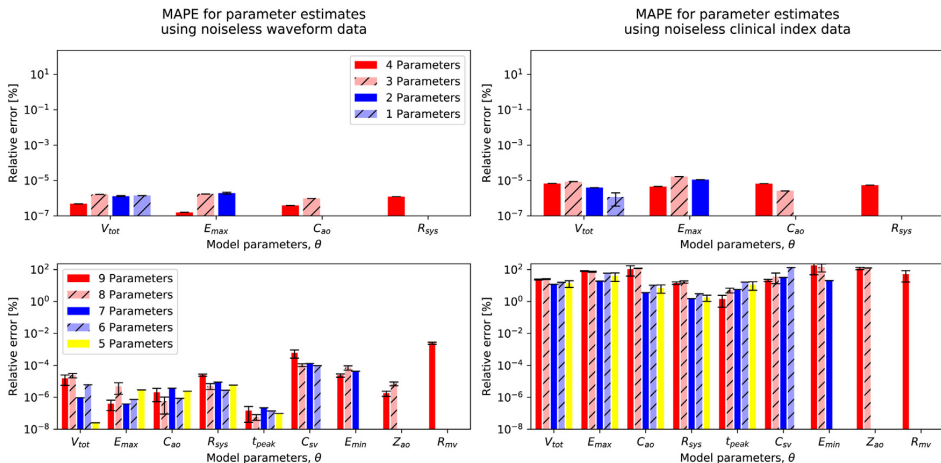 MAPE for parameter estimates
using noiseless waveform data
MAPE for parameter estimates
using noiseless clinical index data
Relative error [%]
10^1
10^-1
10^-3
10^-5
10^-7
4 Parameters
3 Parameters
2 Parameters
1 Parameters
V_tot E_max C_ao R_sys
Model parameters, θ
Relative error [%]
10^1
10^-1
10^-3
10^-5
10^-7
V_tot E_max C_ao R_sys
Model parameters, θ
Relative error [%]
10^2
10^0
10^-2
10^-4
10^-6
10^-8
9 Parameters
8 Parameters
7 Parameters
6 Parameters
5 Parameters
V_tot E_max C_ao R_sys t_peak C_sv E_min Z_ao R_mv
Model parameters, θ
Relative error [%]
10^2
10^0
10^-2
10^-4
10^-6
10^-8
V_tot E_max C_ao R_sys t_peak C_sv E_min Z_ao R_mv
Model parameters, θ